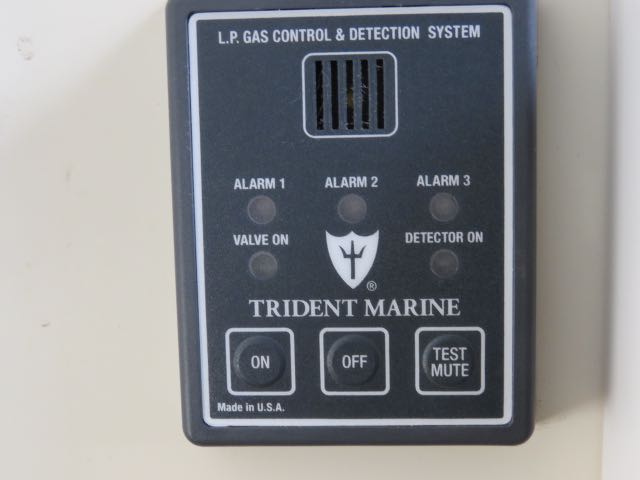 L.P. GAS CONTROL & DETECTION SYSTEM
ALARM 1 ALARM 2 ALARM 3
VALVE ON DETECTOR ON
®
TRIDENT MARINE
ON OFF TEST MUTE
Made in U.S.A.